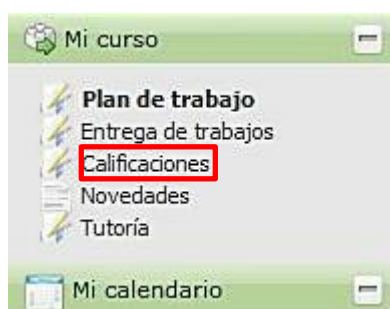 Mi curso
Plan de trabajo
Entrega de trabajos
Calificaciones
Novedades
Tutoría
Mi calendario